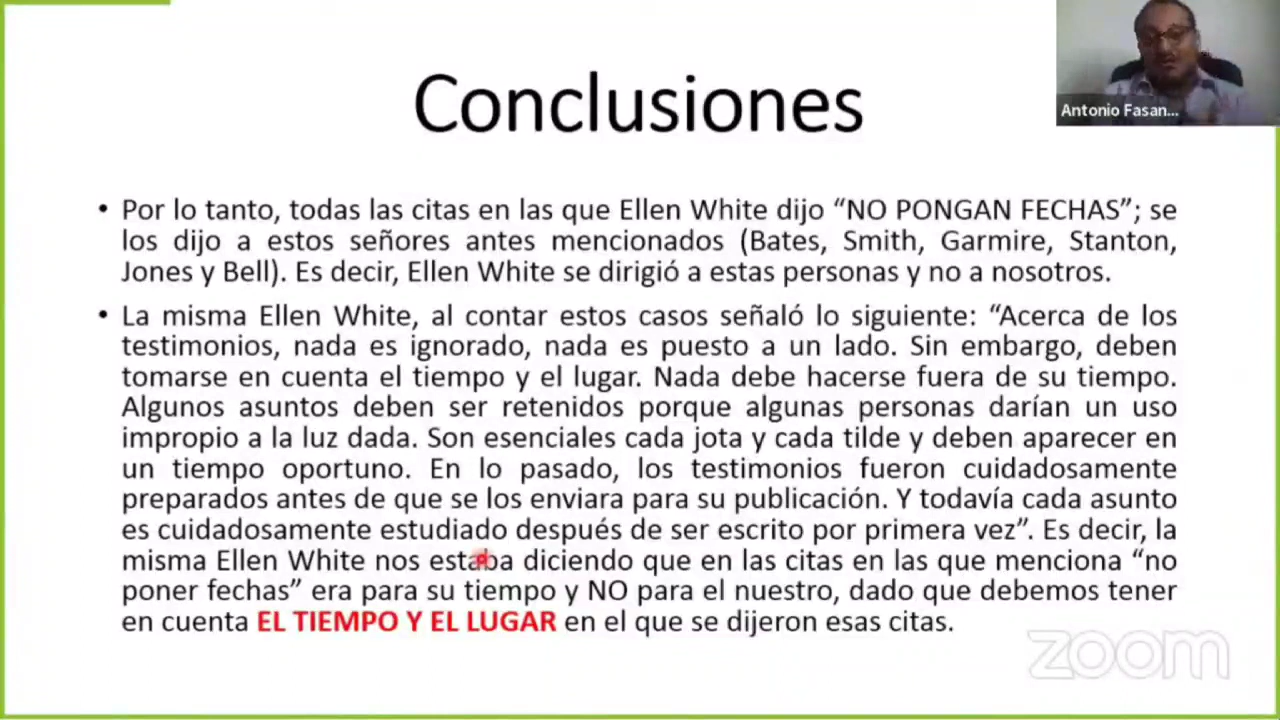 Conclusiones
Antonio Fasan...
• Por lo tanto, todas las citas en las que Ellen White dijo “NO PONGAN FECHAS”; se
los dijo a estos señores antes mencionados (Bates, Smith, Garmire, Stanton,
Jones y Bell). Es decir, Ellen White se dirigió a estas personas y no a nosotros.
• La misma Ellen White, al contar estos casos señaló lo siguiente: “Acerca de los
testimonios, nada es ignorado, nada es puesto a un lado. Sin embargo, deben
tomarse en cuenta el tiempo y el lugar. Nada debe hacerse fuera de su tiempo.
Algunos asuntos deben ser retenidos porque algunas personas darían un uso
impropio a la luz dada. Son esenciales cada jota y cada tilde y deben aparecer en
un tiempo oportuno. En lo pasado, los testimonios fueron cuidadosamente
preparados antes de que se los enviara para su publicación. Y todavía cada asunto
es cuidadosamente estudiado después de ser escrito por primera vez”. Es decir, la
misma Ellen White nos estaba diciendo que en las citas en las que menciona “no
poner fechas” era para su tiempo y NO para el nuestro, dado que debemos tener
en cuenta EL TIEMPO Y EL LUGAR en el que se dijeron esas citas.
zoom